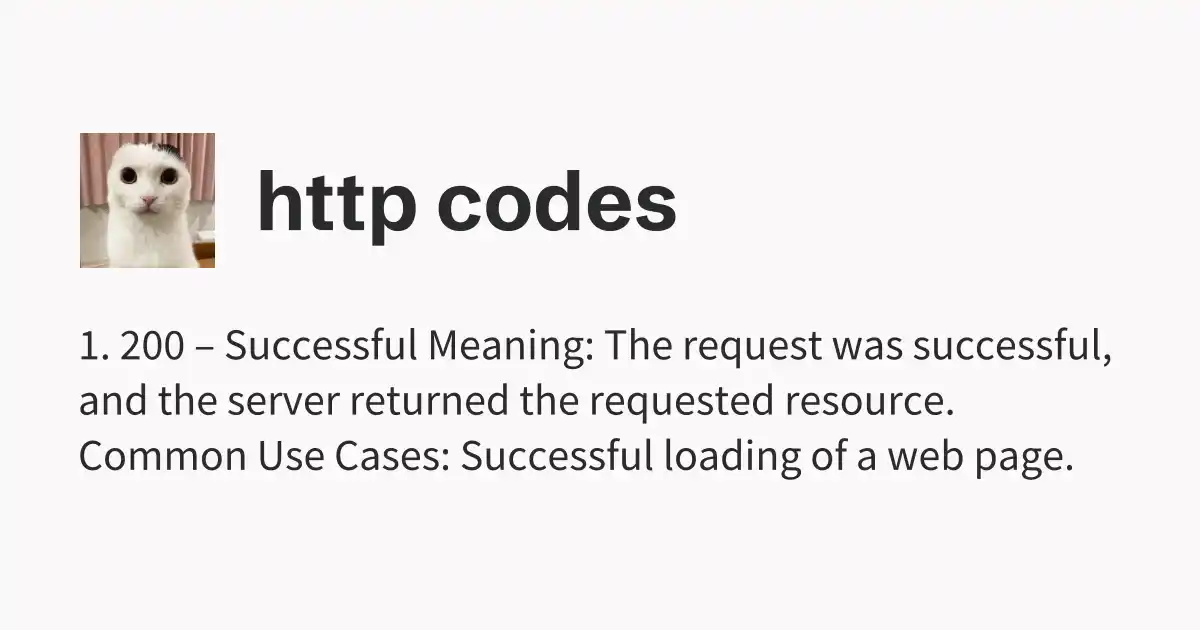 http codes
1. 200 – Successful Meaning: The request was successful,
and the server returned the requested resource.
Common Use Cases: Successful loading of a web page.